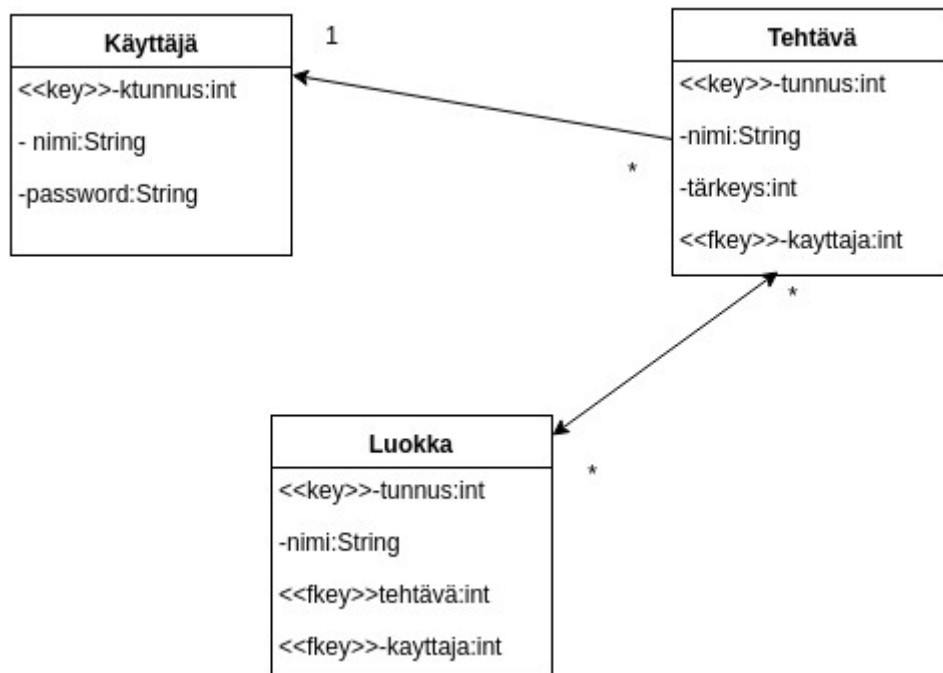 Käyttäjä
<<key>>-ktunnus:int
- nimi:String
-password:String
1
*
Tehtävä
<<key>>-tunnus:int
-nimi:String
-tärkeys:int
<<fkey>>-kayttaja:int
*
*
Luokka
<<key>>-tunnus:int
-nimi:String
<<fkey>>tehtävä:int
<<fkey>>-kayttaja:int